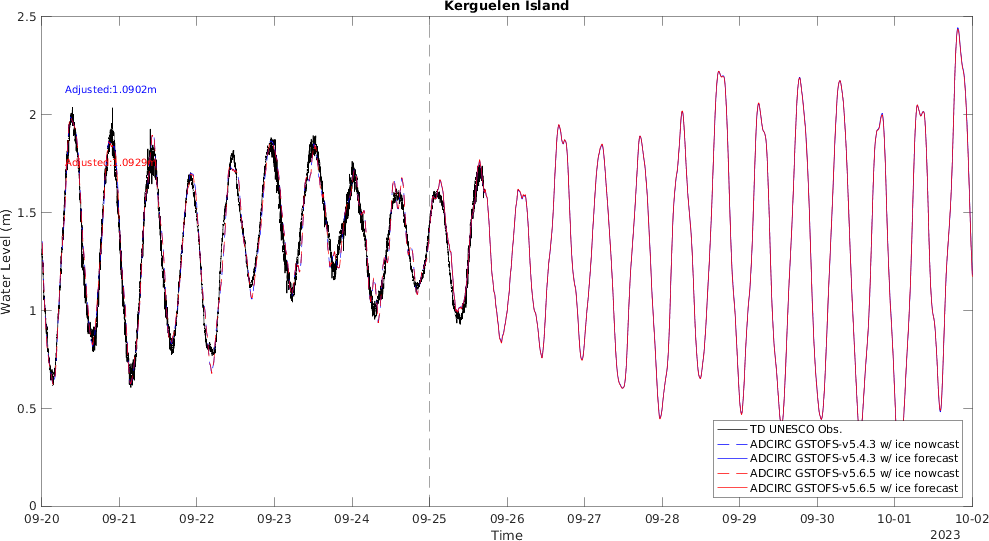 Kerguelen Island
2.5
2
1.5
1
0.5
0
Water Level (m)
Adjusted:1.0902m
Adjusted:1.0929m
TD UNESCO Obs.
ADCIRC GSTOFS-v5.4.3 w/ ice nowcast
ADCIRC GSTOFS-v5.4.3 w/ ice forecast
ADCIRC GSTOFS-v5.6.5 w/ ice nowcast
ADCIRC GSTOFS-v5.6.5 w/ ice forecast
09-20 09-21 09-22 09-23 09-24 09-25 09-26 09-27 09-28 09-29 09-30 10-01 10-02
Time
2023